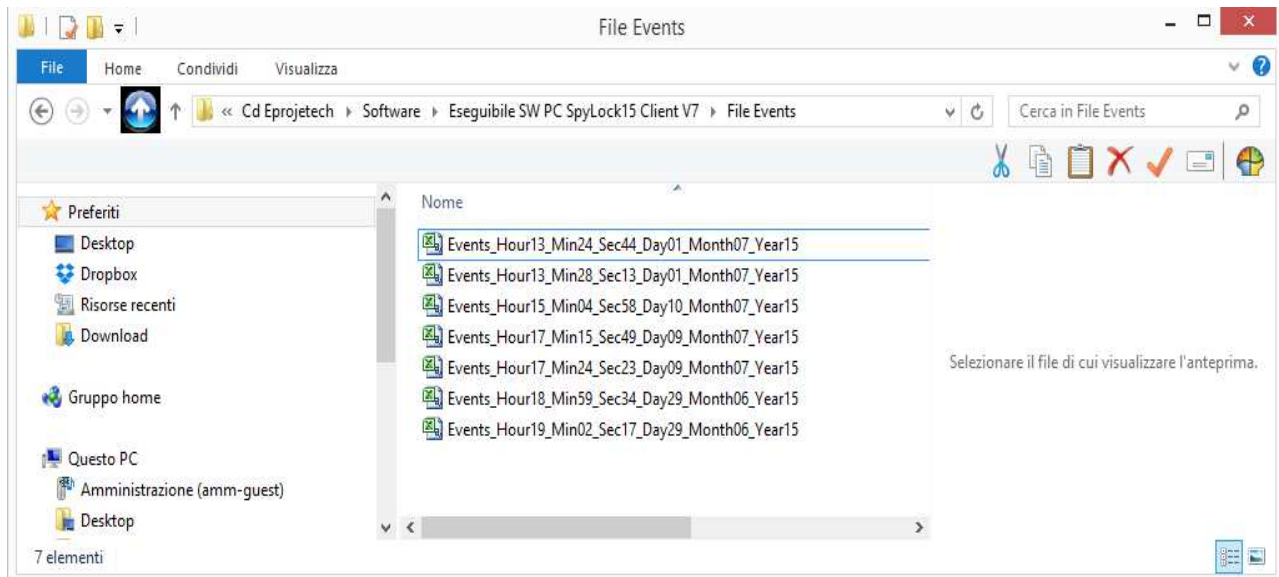 File Events
File Home Condividi Visualizza
« Cd Eprojetech Software Eseguibile SW PC SpyLock15 Client V7 File Events
Cerca in File Events
Preferiti
Desktop
Dropbox
Risorse recenti
Download
Gruppo home
Questo PC
Amministrazione (amm-guest)
Desktop
Nome
Events_Hour13_Min24_Sec44_Day01_Month07_Year15
Events_Hour13_Min28_Sec13_Day01_Month07_Year15
Events_Hour15_Min04_Sec58_Day10_Month07_Year15
Events_Hour17_Min15_Sec49_Day09_Month07_Year15
Events_Hour17_Min24_Sec23_Day09_Month07_Year15
Events_Hour18_Min59_Sec34_Day29_Month06_Year15
Events_Hour19_Min02_Sec17_Day29_Month06_Year15
Selezionare il file di cui visualizzare l'anteprima.
7 elementi